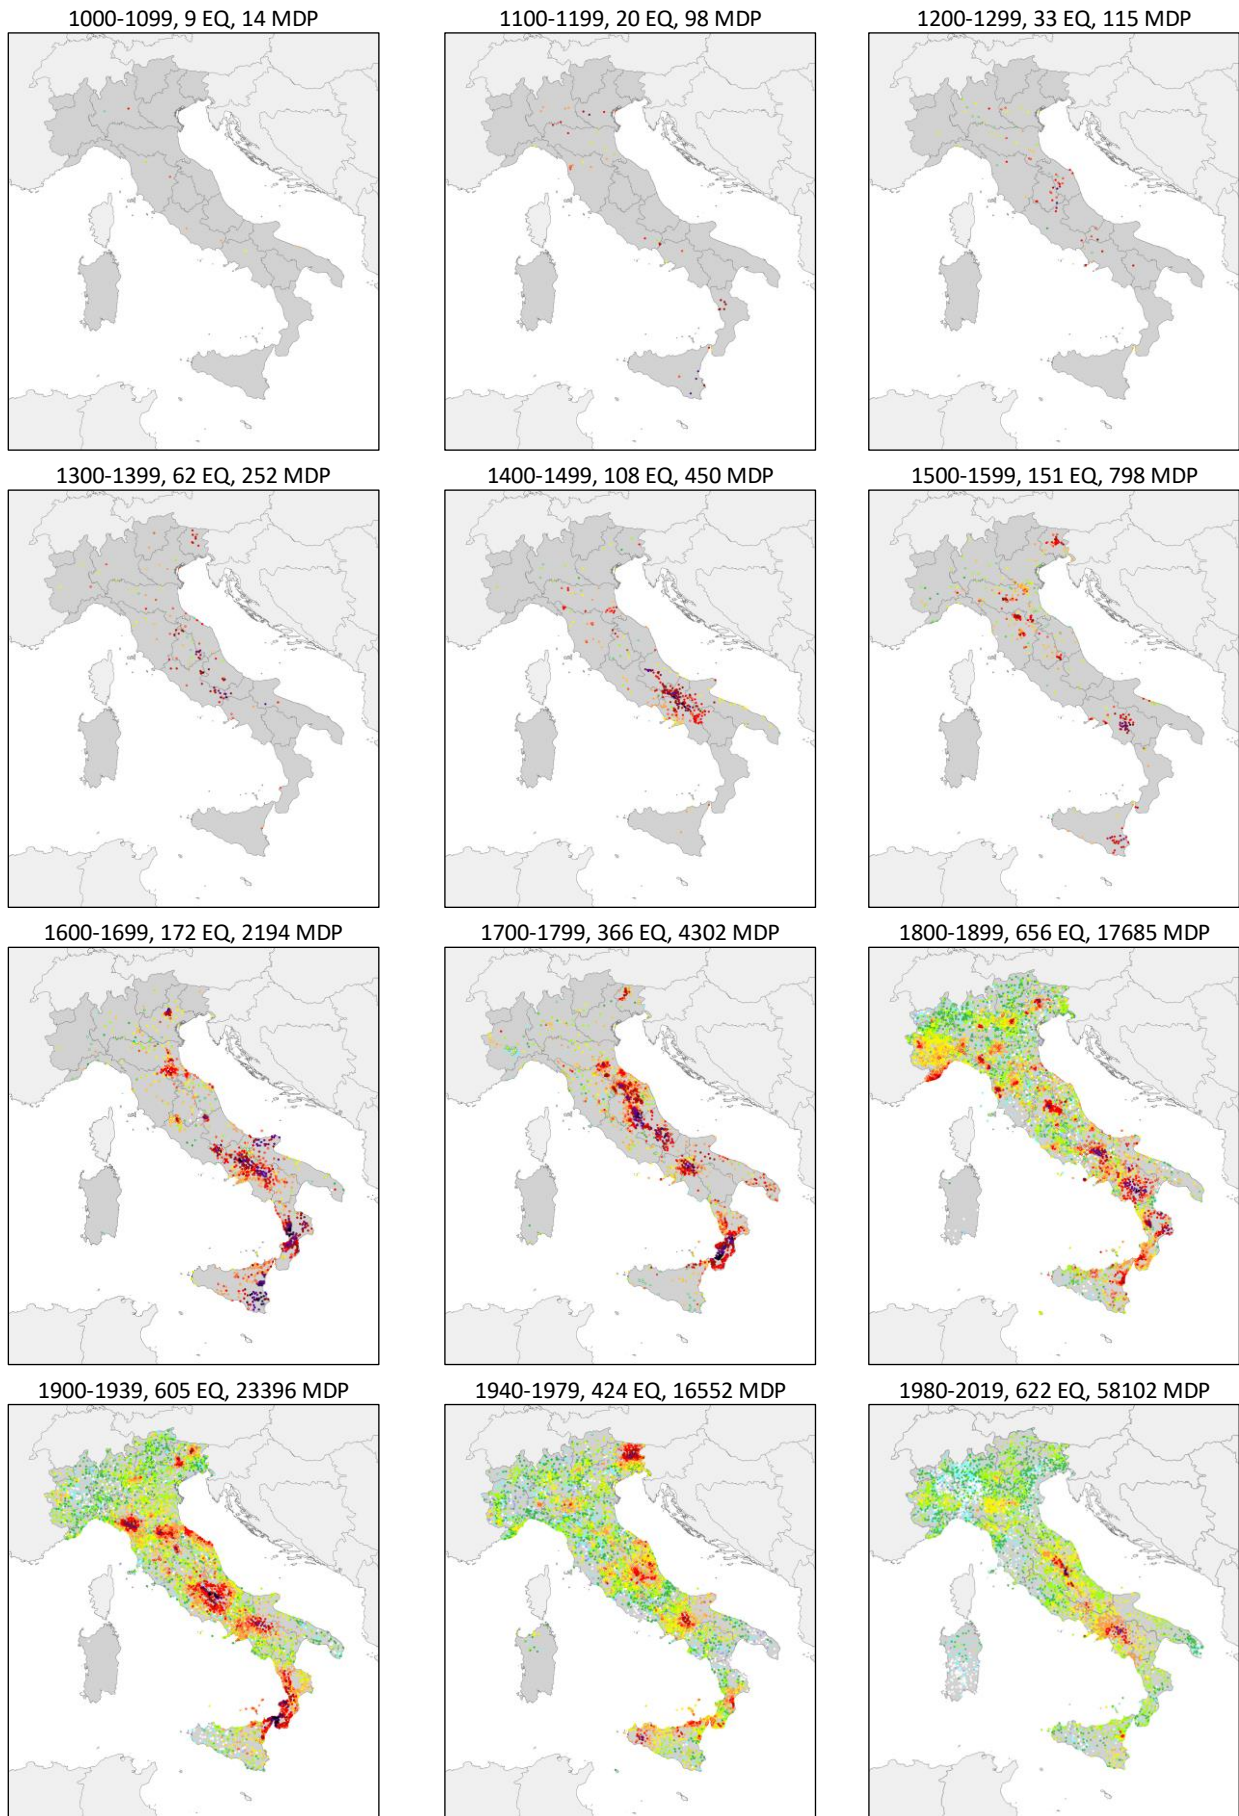 1000-1099, 9 EQ, 14 MDP
1100-1199, 20 EQ, 98 MDP
1200-1299, 33 EQ, 115 MDP
1300-1399, 62 EQ, 252 MDP
1400-1499, 108 EQ, 450 MDP
1500-1599, 151 EQ, 798 MDP
1600-1699, 172 EQ, 2194 MDP
1700-1799, 366 EQ, 4302 MDP
1800-1899, 656 EQ, 17685 MDP
1900-1939, 605 EQ, 23396 MDP
1940-1979, 424 EQ, 16552 MDP
1980-2019, 622 EQ, 58102 MDP